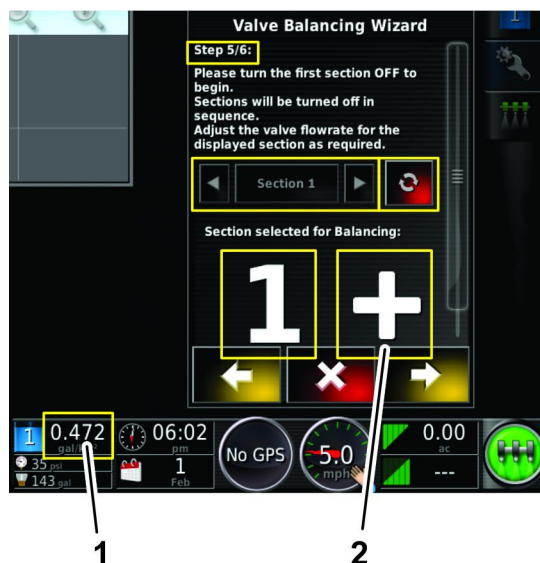 Valve Balancing Wizard
Step 5/6:
Please turn the first section OFF to
begin.
Sections will be turned off in
sequence.
Adjust the valve flowrate for the
displayed section as required.
Section 1
Section selected for Balancing:
1 +
1
0.472
35 psi
143 gal
06:02
pm
1
Feb
No GPS
5.0
mph
0.00
ac
---
1
1 2